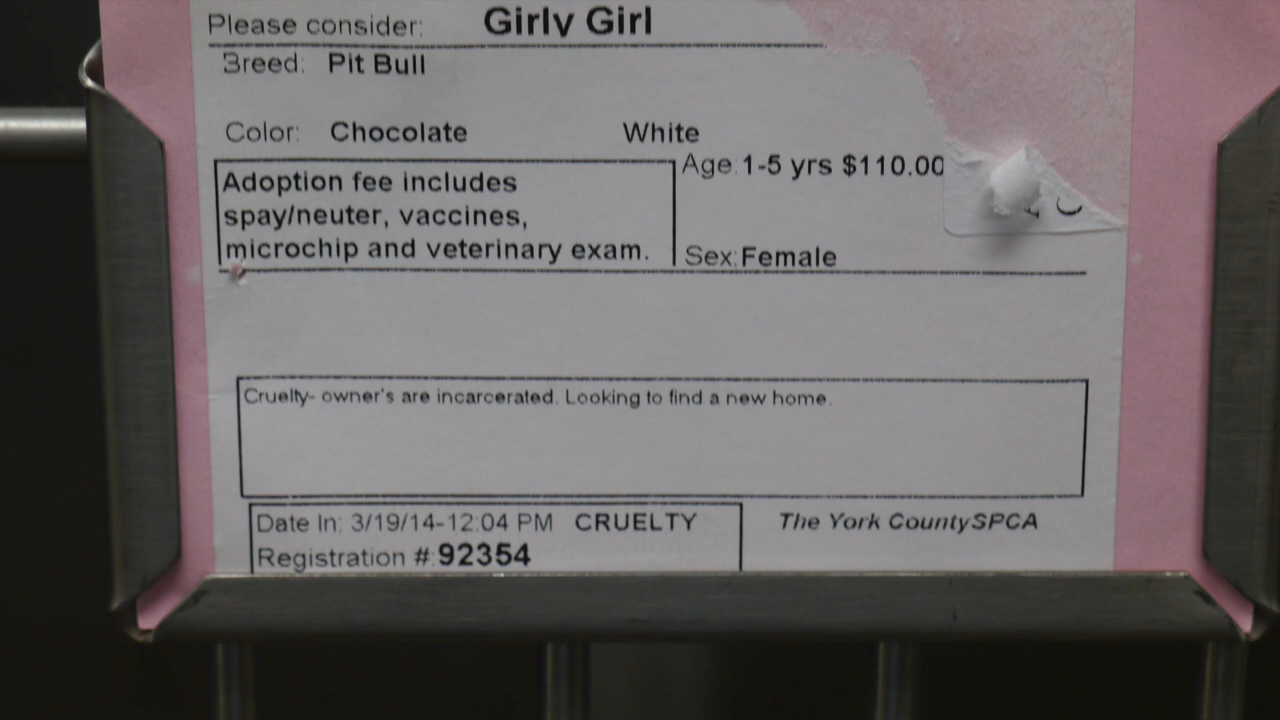 Please consider: Girly Girl
Breed: Pit Bull
Color: Chocolate White
Age: 1-5 yrs $110.00
Adoption fee includes
spay/neuter, vaccines,
microchip and veterinary exam.
Sex: Female
Cruelty- owner's are incarcerated. Looking to find a new home.
Date In: 3/19/14-12:04 PM CRUELTY
Registration #: 92354
The York CountySPCA